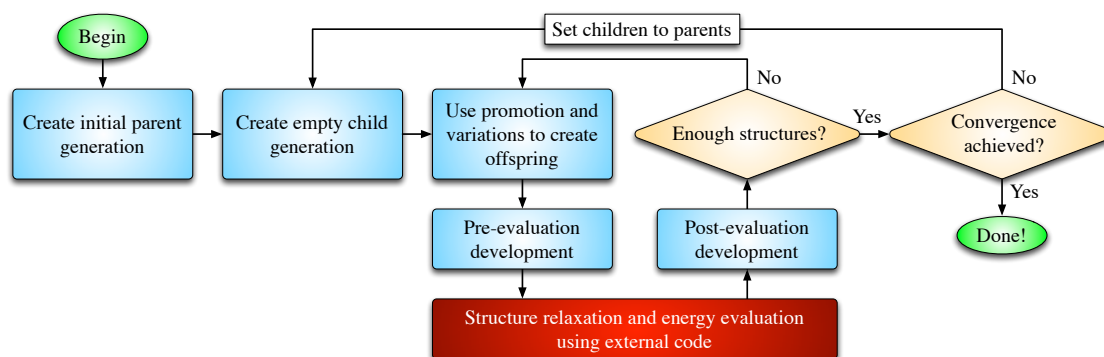 Begin
Set children to parents
No
No
Create initial parent
generation
Create empty child
generation
Use promotion and
variations to create
offspring
Enough structures?
Yes
Convergence
achieved?
Yes
Pre-evaluation
development
Post-evaluation
development
Done!
Structure relaxation and energy evaluation
using external code